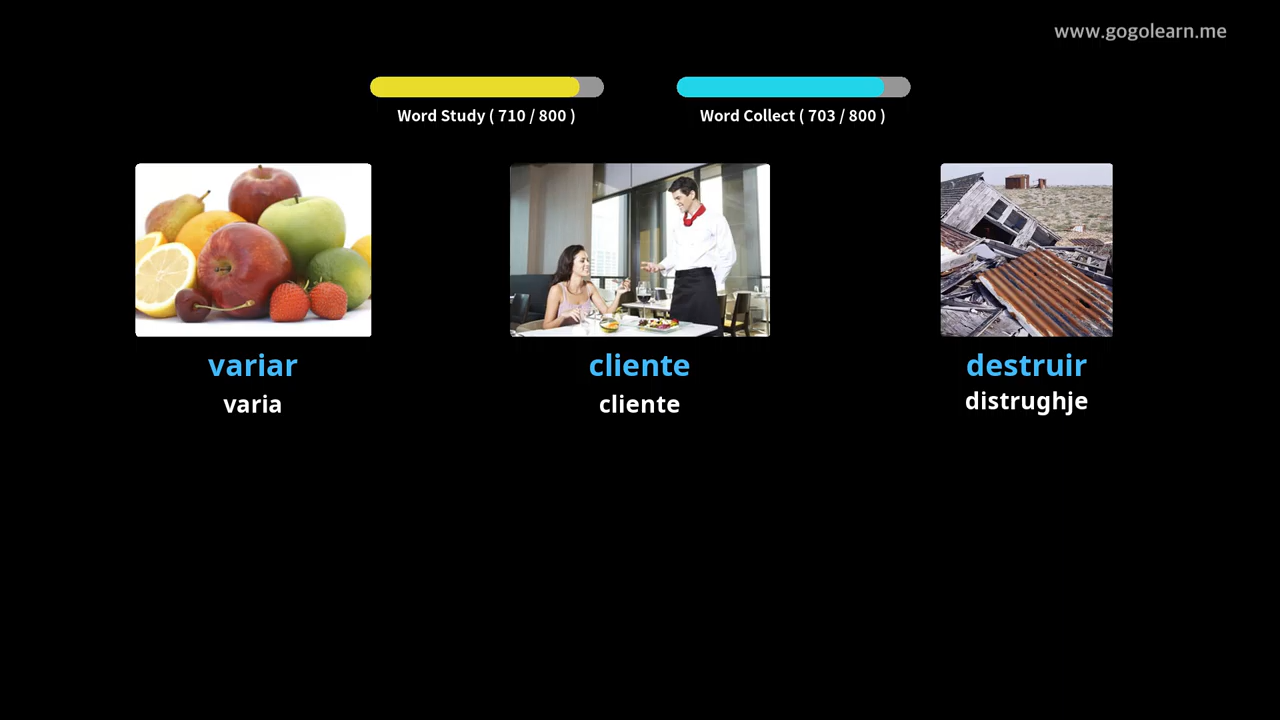 www.gogolearn.me
Word Study ( 710 / 800 )
Word Collect ( 703 / 800 )
variar
cliente
destruir
varia
cliente
distrughje